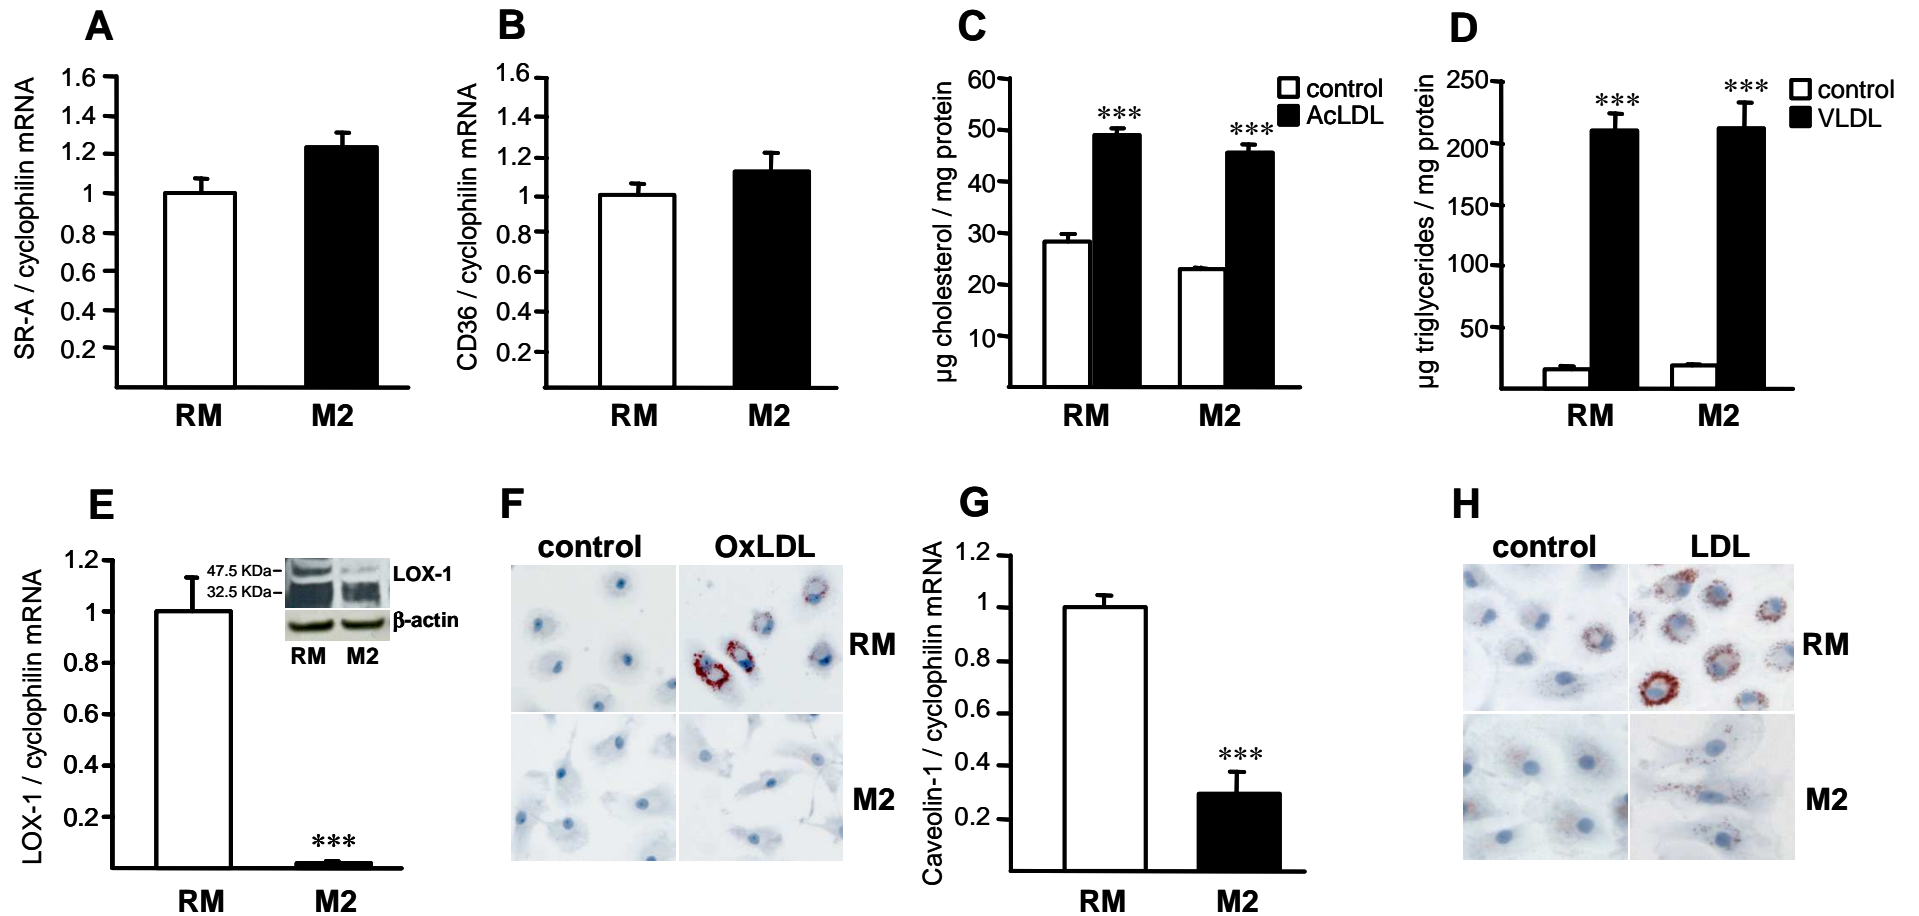 A
SR-A / cyclophilin mRNA
1.6
1.4
1.2
1
0.8
0.6
0.4
0.2
RM M2
B
CD36 / cyclophilin mRNA
1.6
1.4
1.2
1
0.8
0.6
0.4
0.2
RM M2
C
µg cholesterol / mg protein
60
50
40
30
20
10
control
AcLDL
***
***
RM M2
D
µg triglycerides / mg protein
250
200
150
100
50
control
VLDL
***
***
RM M2
E
LOX-1 / cyclophilin mRNA
1.2
1
0.8
0.6
0.4
0.2
47.5 KDa
32.5 KDa
LOX-1
β-actin
RM M2
***
RM M2
F
control OxLDL
RM
M2
G
Caveolin-1 / cyclophilin mRNA
1.2
1
0.8
0.6
0.4
0.2
***
RM M2
H
control LDL
RM
M2